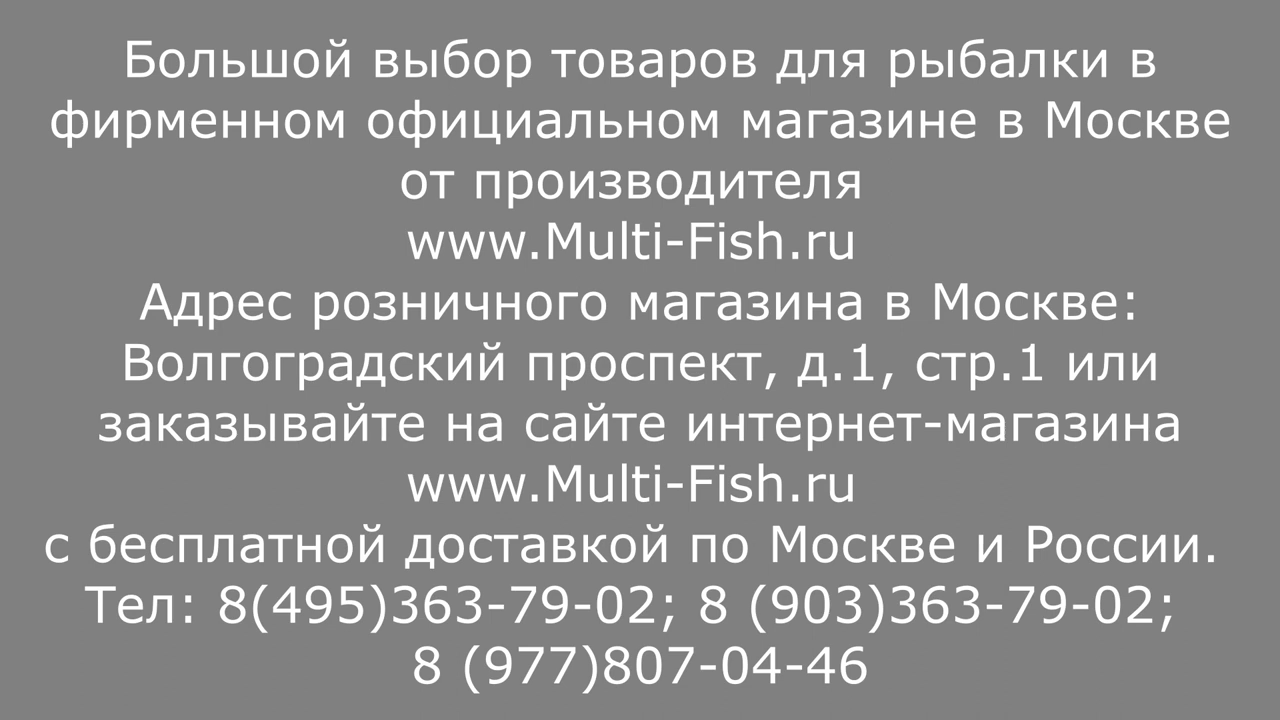 Большой выбор товаров для рыбалки в
фирменном официальном магазине в Москве
от производителя
www.Multi-Fish.ru
Адрес розничного магазина в Москве:
Волгоградский проспект, д.1, стр.1 или
заказывайте на сайте интернет-магазина
www.Multi-Fish.ru
с бесплатной доставкой по Москве и России.
Тел: 8(495)363-79-02; 8 (903)363-79-02;
8 (977)807-04-46